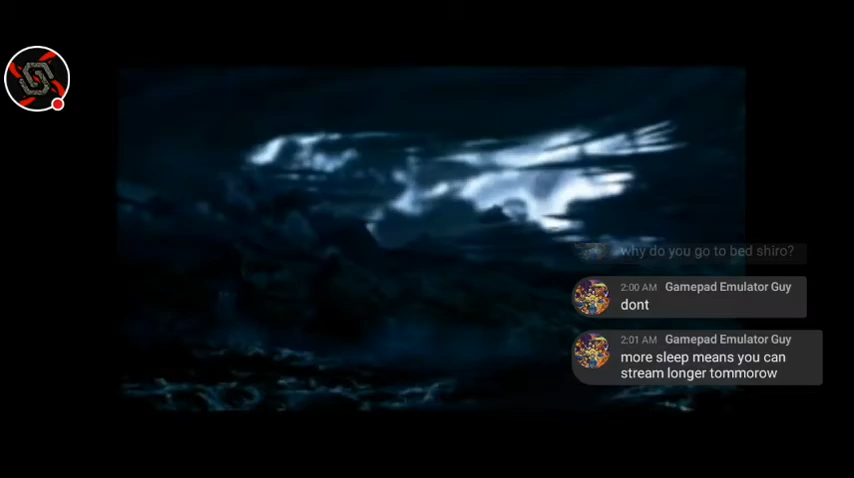 why do you go to bed shiro?
2:00 AM Gamepad Emulator Guy
dont
2:01 AM Gamepad Emulator Guy
more sleep means you can
stream longer tommorow